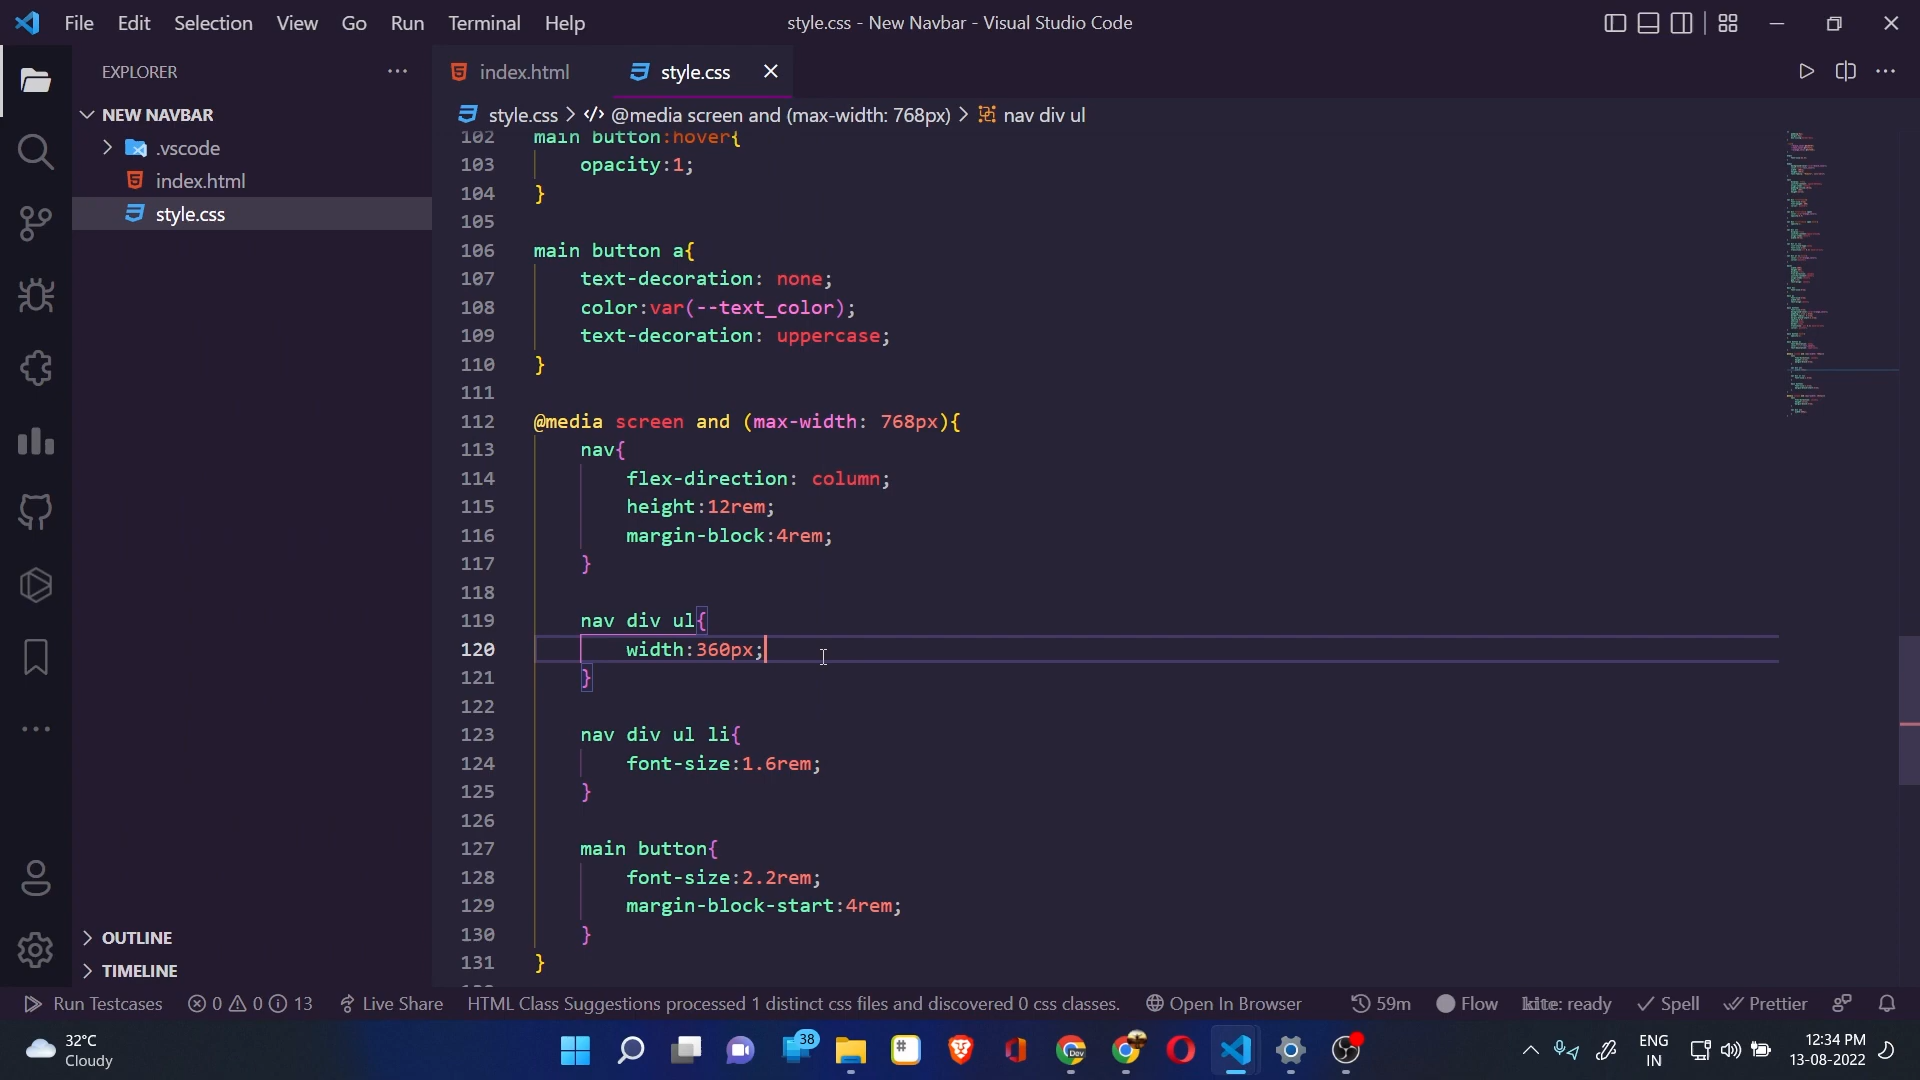 File Edit Selection View Go Run Terminal Help
style.css - New Navbar - Visual Studio Code
EXPLORER
NEW NAVBAR
.vscode
index.html
style.css
OUTLINE
TIMELINE
index.html style.css
style.css > </> @media screen and (max-width: 768px) > nav div ul
102 main button:hover{
103 opacity:1;
104 }
105
106 main button a{
107 text-decoration: none;
108 color:var(--text_color);
109 text-decoration: uppercase;
110 }
111
112 @media screen and (max-width: 768px){
113 nav{
114 flex-direction: column;
115 height:12rem;
116 margin-block:4rem;
117 }
118
119 nav div ul{
120 width:360px;
121 }
122
123 nav div ul li{
124 font-size:1.6rem;
125 }
126
127 main button{
128 font-size:2.2rem;
129 margin-block-start:4rem;
130 }
131 }
Run Testcases 0 0 13 Live Share HTML Class Suggestions processed 1 distinct css files and discovered 0 css classes. Open In Browser 59m Flow kite: ready Spell Prettier
32°C
Cloudy
38
#
Dev
ENG
IN
12:34 PM
13-08-2022